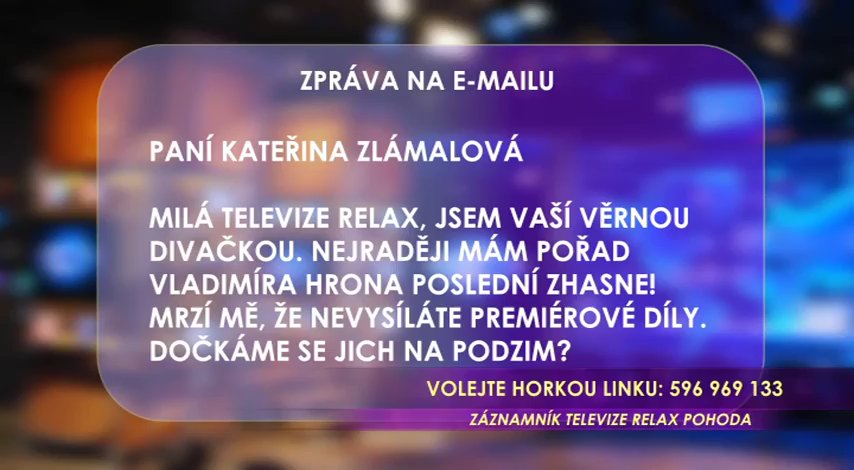 ZPRÁVA NA E-MAILU
PANÍ KATEŘINA ZLÁMALOVÁ
MILÁ TELEVIZE RELAX, JSEM VAŠÍ VĚRNOU
DIVAČKOU. NEJRADĚJI MÁM POŘAD
VLADIMÍRA HRONA POSLEDNÍ ZHASNE!
MRZÍ MĚ, ŽE NEVYSÍLÁTE PREMIÉROVÉ DÍLY.
DOČKÁME SE JICH NA PODZIM?
VOLEJTE HORKOU LINKU: 596 969 133
ZÁZNAMNÍK TELEVIZE RELAX POHODA